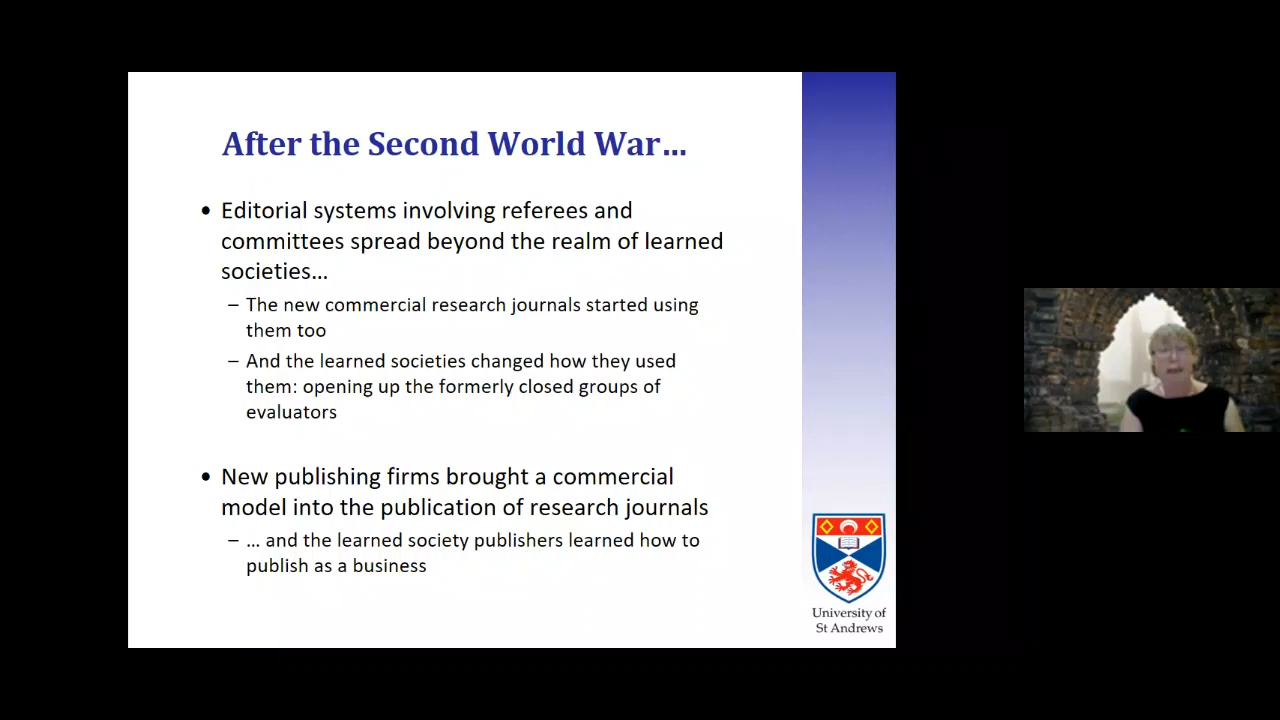 After the Second World War…
• Editorial systems involving referees and
committees spread beyond the realm of learned
societies…
– The new commercial research journals started using
them too
– And the learned societies changed how they used
them: opening up the formerly closed groups of
evaluators
• New publishing firms brought a commercial
model into the publication of research journals
– … and the learned society publishers learned how to
publish as a business
University of
St Andrews